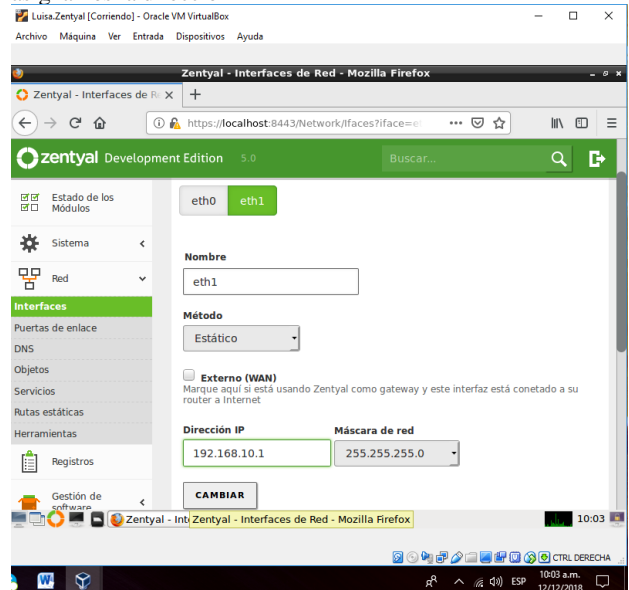 Luisa.Zentyal [Corriendo] - Oracle VM VirtualBox
Archivo Máquina Ver Entrada Dispositivos Ayuda
Zentyal - Interfaces de Red - Mozilla Firefox
Zentyal - Interfaces de Re
https://localhost:8443/Network/Ifaces?iface=et
zentyal Development Edition 5.0
Buscar...
Estado de los
Módulos
Sistema
Red
Interfaces
Puertas de enlace
DNS
Objetos
Servicios
Rutas estáticas
Herramientas
Registros
Gestión de
software
eth0 eth1
Nombre
eth1
Método
Estático
Externo (WAN)
Marque aquí si está usando Zentyal como gateway y este interfaz está conetado a su
router a Internet
Dirección IP Máscara de red
192.168.10.1 255.255.255.0
CAMBIAR
Zentyal - Int
Zentyal - Interfaces de Red - Mozilla Firefox
10:03
CTRL DERECHA
ESP
10:03 a.m.
12/12/2018